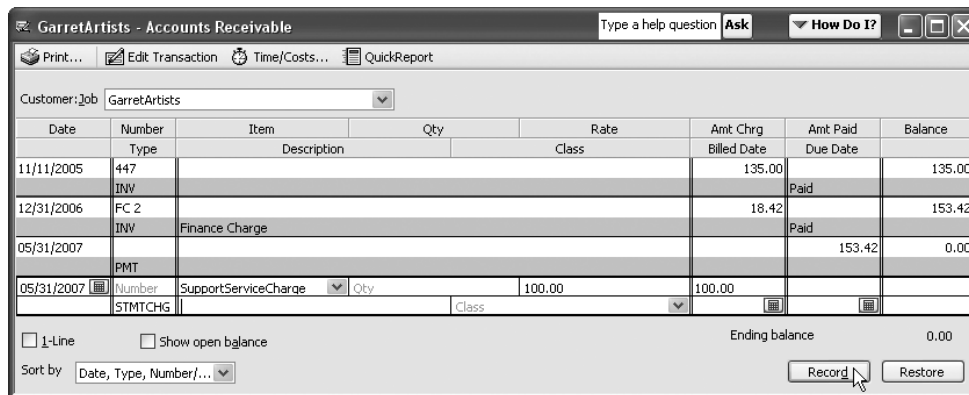 GarretArtists - Accounts Receivable Type a help question Ask How Do I?
Print... Edit Transaction Time/Costs... QuickReport
Customer:Job GarretArtists
Date Number Item Qty Rate Amt Chrg Amt Paid Balance
Type Description Class Billed Date Due Date
11/11/2005 447 135.00 135.00
INV Paid
12/31/2006 FC 2 18.42 153.42
INV Finance Charge Paid
05/31/2007 153.42 0.00
PMT
05/31/2007 Number SupportServiceCharge Qty 100.00 100.00
STMTCHG Class
1-Line Show open balance Ending balance 0.00
Sort by Date, Type, Number/... Record Restore